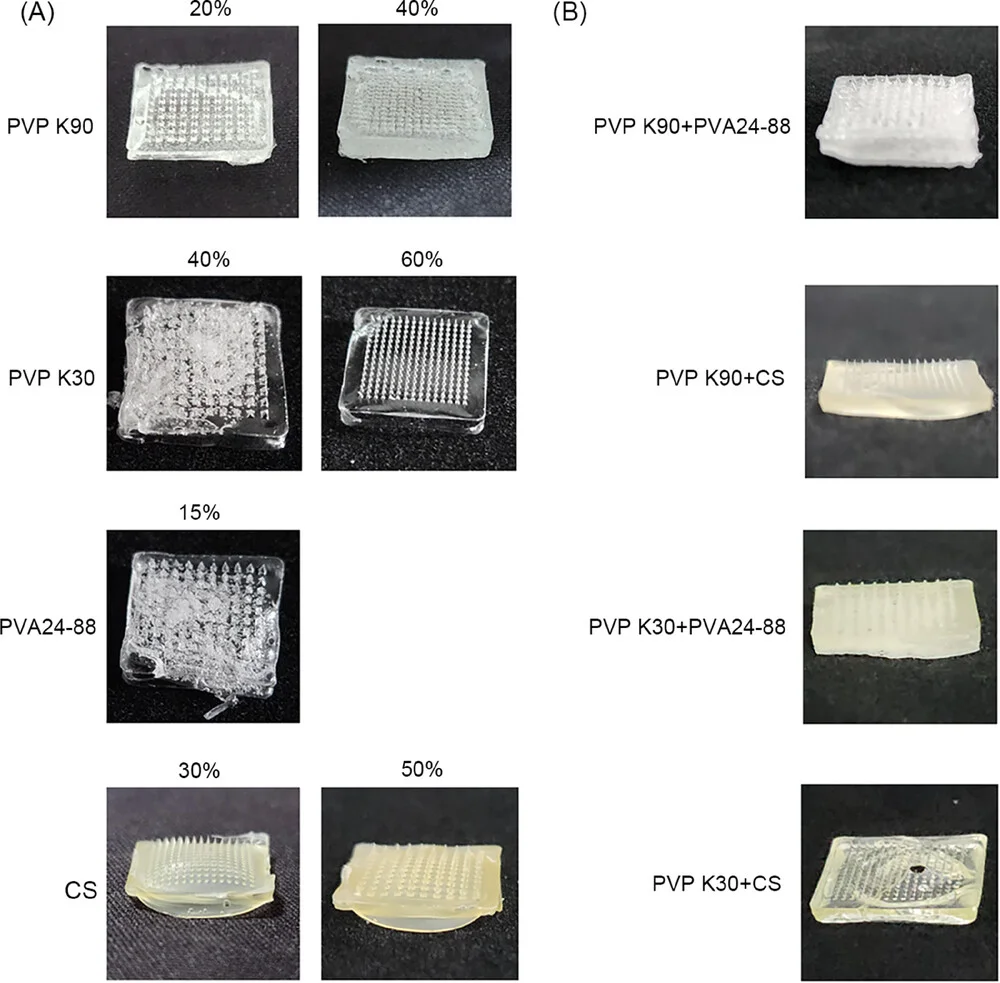 (A)
20%
40%
PVP K90
40%
60%
PVP K30
15%
PVA24-88
30%
50%
CS
(B)
PVP K90+PVA24-88
PVP K90+CS
PVP K30+PVA24-88
PVP K30+CS